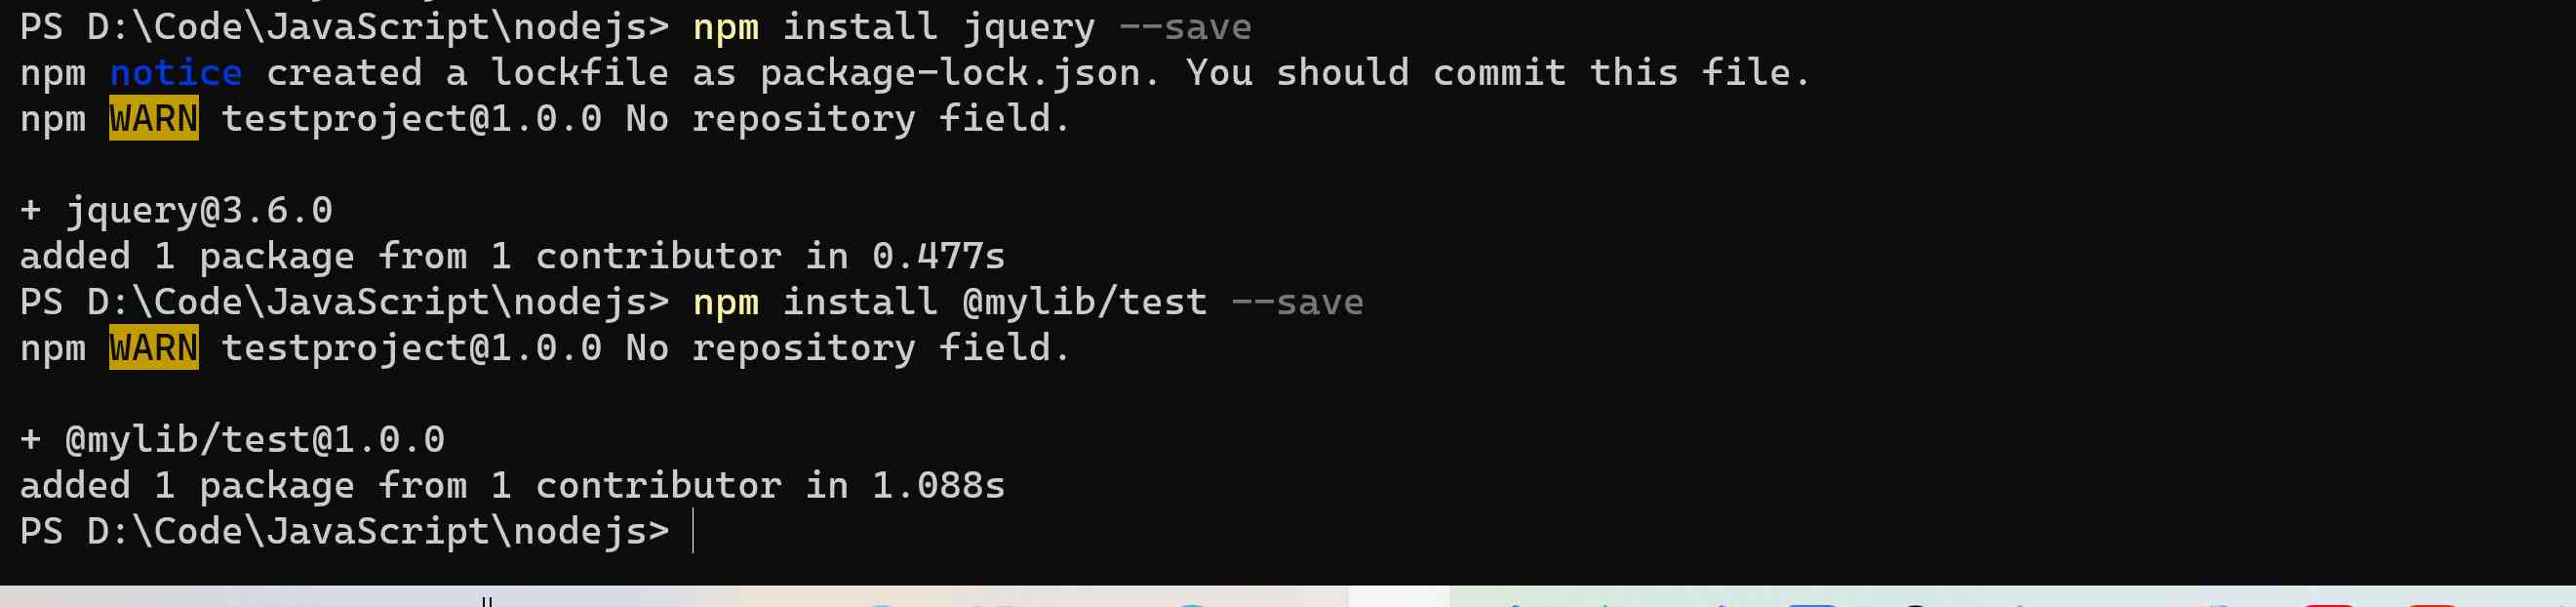 PS D:\Code\JavaScript\nodejs> npm install jquery --save
npm notice created a lockfile as package-lock.json. You should commit this file.
npm WARN testproject@1.0.0 No repository field.
+ jquery@3.6.0
added 1 package from 1 contributor in 0.477s
PS D:\Code\JavaScript\nodejs> npm install @mylib/test --save
npm WARN testproject@1.0.0 No repository field.
+ @mylib/test@1.0.0
added 1 package from 1 contributor in 1.088s
PS D:\Code\JavaScript\nodejs>